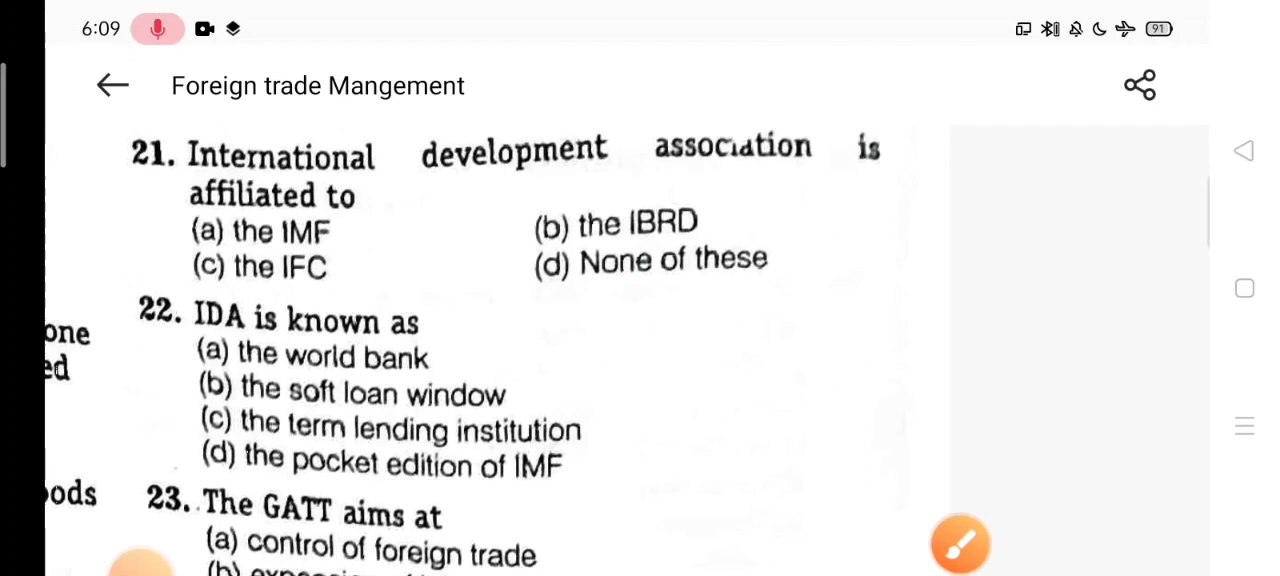 6:09
91
Foreign trade Mangement
21. International development association is
affiliated to
(a) the IMF (b) the IBRD
(c) the IFC (d) None of these
22. IDA is known as
(a) the world bank
(b) the soft loan window
(c) the term lending institution
(d) the pocket edition of IMF
one
ed
ods
23. The GATT aims at
(a) control of foreign trade
(b)